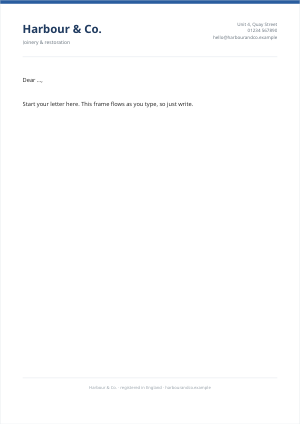 Harbour & Co.
Joinery & restoration
Unit 4, Quay Street
01234 567890
hello@harbourandco.example
Dear ...,
Start your letter here. This frame flows as you type, so just write.
Harbour & Co. · registered in England · harbourandco.example